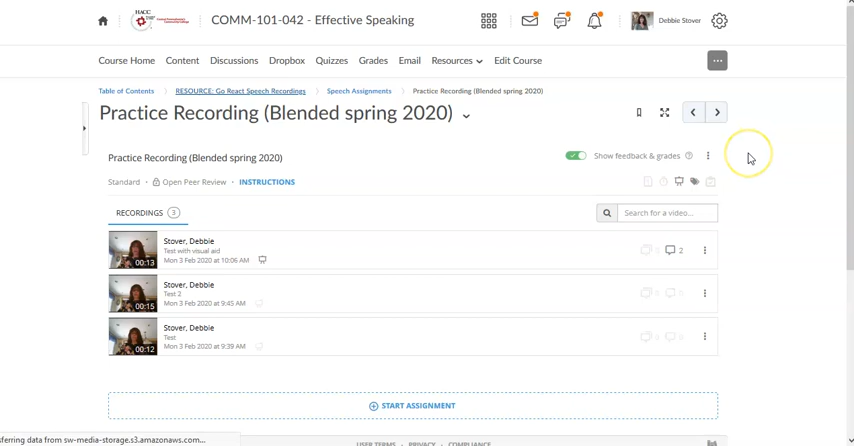 HACC
COMM-101-042 - Effective Speaking
Debbie Stover
Course Home Content Discussions Dropbox Quizzes Grades Email Resources Edit Course
Table of Contents RESOURCE: Go React Speech Recordings Speech Assignments Practice Recording (Blended spring 2020)
Practice Recording (Blended spring 2020)
Practice Recording (Blended spring 2020)
Show feedback & grades
Standard · Open Peer Review · INSTRUCTIONS
RECORDINGS 3
Search for a video...
Stover, Debbie
Test with visual aid
Mon 3 Feb 2020 at 10:06 AM
00:13
2
Stover, Debbie
Test 2
Mon 3 Feb 2020 at 9:45 AM
00:15
Stover, Debbie
Test
Mon 3 Feb 2020 at 9:39 AM
00:12
START ASSIGNMENT
sferring data from sw-media-storage.s3.amazonaws.com...
USER TERMS · PRIVACY · COMPLIANCE